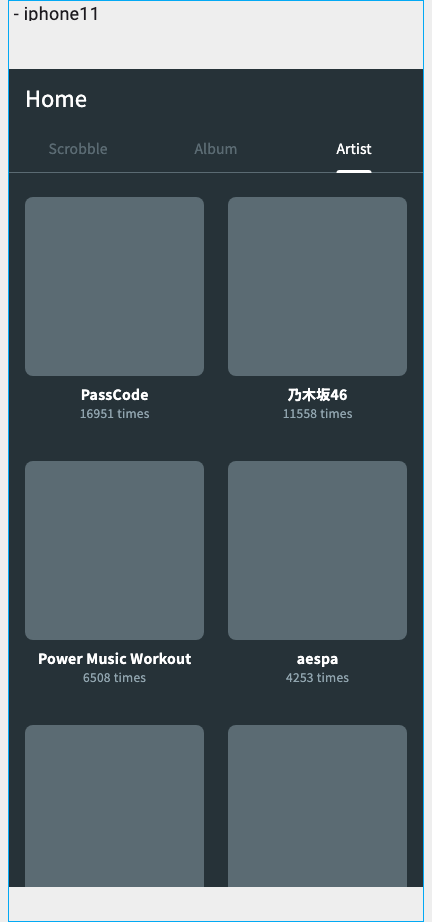 - iphone11
Home
Scrobble
Album
Artist
PassCode
16951 times
乃木坂46
11558 times
Power Music Workout
6508 times
aespa
4253 times